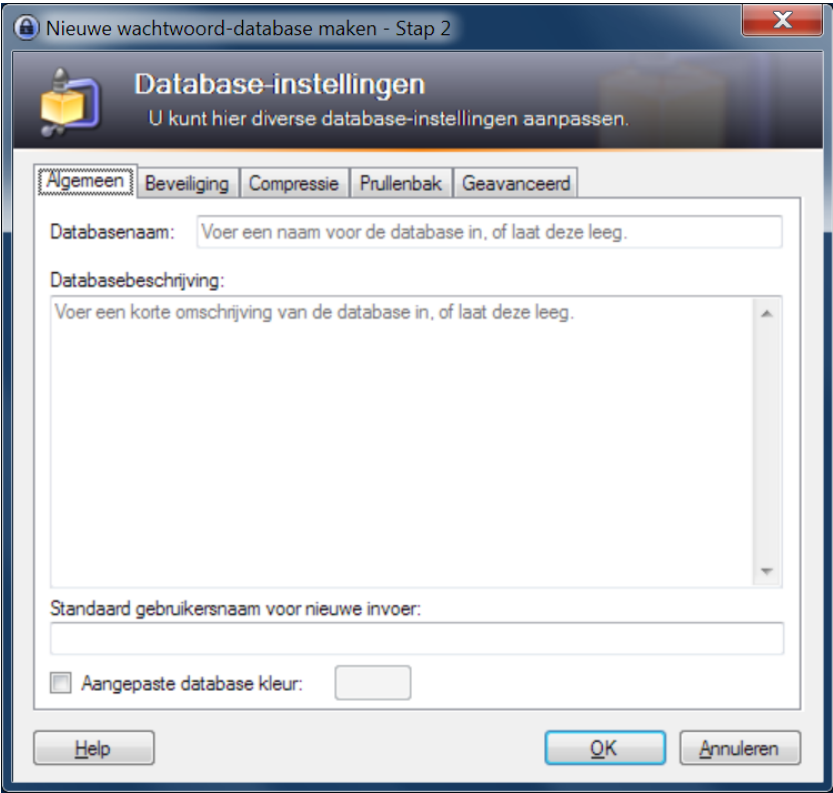 Nieuwe wachtwoord-database maken - Stap 2
X
Database-instellingen
U kunt hier diverse database-instellingen aanpassen.
Algemeen Beveiliging Compressie Prullenbak Geavanceerd
Databasenaam: Voer een naam voor de database in, of laat deze leeg.
Databasebeschrijving:
Voer een korte omschrijving van de database in, of laat deze leeg.
Standaard gebruikersnaam voor nieuwe invoer:
Aangepaste database kleur:
Help OK Annuleren